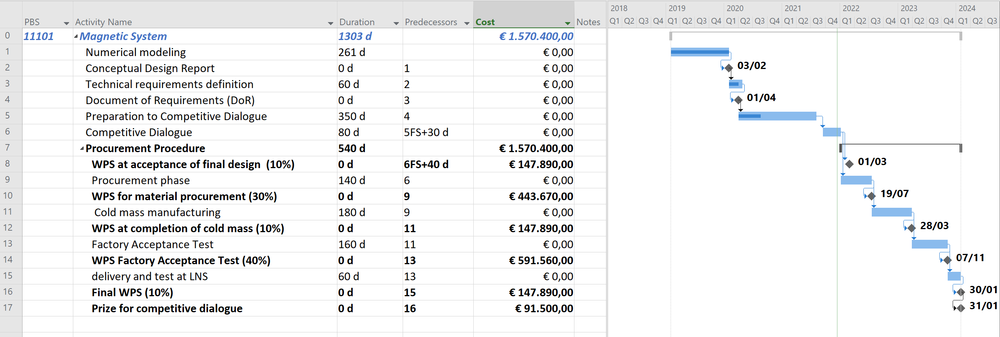 2018 2019 2020 2021 2022 2023 2024
PBS Activity Name Duration Predecessors Cost Notes Q1 Q2 Q3 Q4 Q1 Q2 Q3 Q4 Q1 Q2 Q3 Q4 Q1 Q2 Q3 Q4 Q1 Q2 Q3 Q4 Q1 Q2 Q3 Q4 Q1 Q2 Q3
0 11101 Magnetic System 1303 d € 1.570.400,00
1 Numerical modeling 261 d € 0,00
2 Conceptual Design Report 0 d 1 € 0,00 03/02
3 Technical requirements definition 60 d 2 € 0,00
4 Document of Requirements (DoR) 0 d 3 € 0,00 01/04
5 Preparation to Competitive Dialogue 350 d 4 € 0,00
6 Competitive Dialogue 80 d 5FS+30 d € 0,00
7 Procurement Procedure 540 d € 1.570.400,00
8 WPS at acceptance of final design (10%) 0 d 6FS+40 d € 147.890,00 01/03
9 Procurement phase 140 d 6 € 0,00
10 WPS for material procurement (30%) 0 d 9 € 443.670,00 19/07
11 Cold mass manufacturing 180 d 9 € 0,00
12 WPS at completion of cold mass (10%) 0 d 11 € 147.890,00 28/03
13 Factory Acceptance Test 160 d 11 € 0,00
14 WPS Factory Acceptance Test (40%) 0 d 13 € 591.560,00 07/11
15 delivery and test at LNS 60 d 13 € 0,00
16 Final WPS (10%) 0 d 15 € 147.890,00 30/01
17 Prize for competitive dialogue 0 d 16 € 91.500,00 31/01